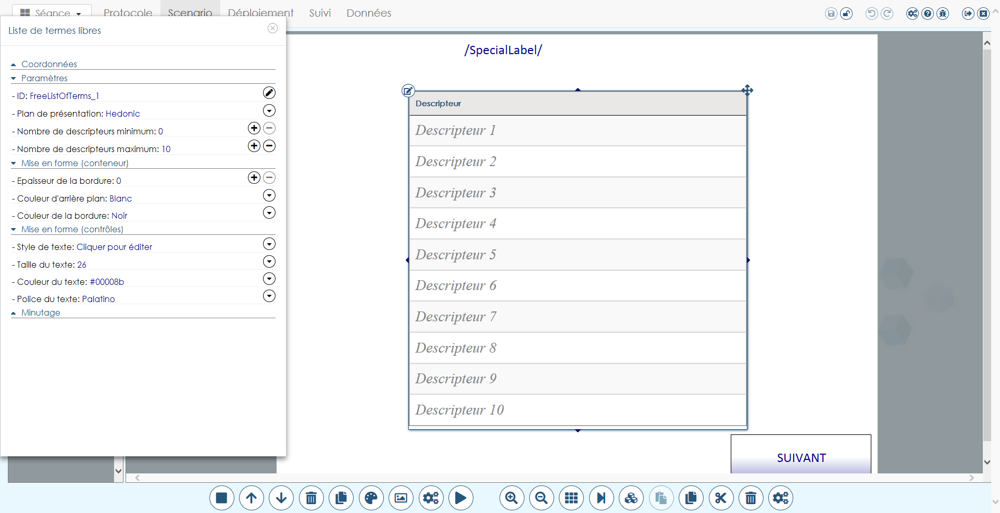 Séance
Protocole
Scenario
Déploiement
Suivi
Données
Liste de termes libres
Coordonnées
Paramètres
- ID: FreeListOfTerms_1
- Plan de présentation: Hedonic
- Nombre de descripteurs minimum: 0
- Nombre de descripteurs maximum: 10
Mise en forme (conteneur)
- Epaisseur de la bordure: 0
- Couleur d'arrière plan: Blanc
- Couleur de la bordure: Noir
Mise en forme (contrôles)
- Style de texte: Cliquer pour éditer
- Taille du texte: 26
- Couleur du texte: #00008b
- Police du texte: Palatino
Minutage
/SpecialLabel/
Descripteur
Descripteur 1
Descripteur 2
Descripteur 3
Descripteur 4
Descripteur 5
Descripteur 6
Descripteur 7
Descripteur 8
Descripteur 9
Descripteur 10
SUIVANT